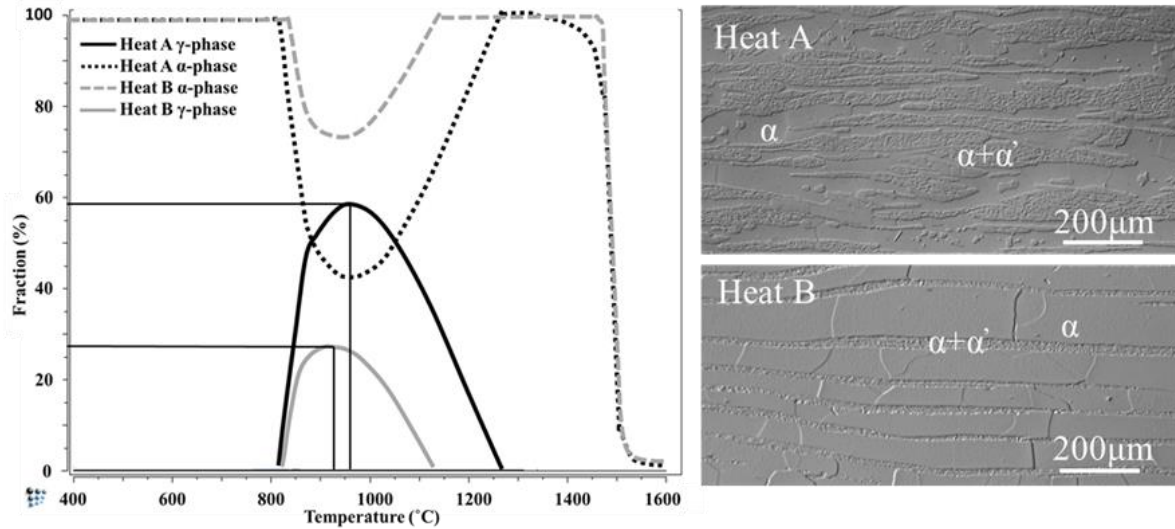 100
80
60
40
20
0
Fraction (%)
Heat A γ-phase
Heat A α-phase
Heat B α-phase
Heat B γ-phase
400 600 800 1000 1200 1400 1600
Temperature (˚C)
Heat A
α
α+α’
200μm
Heat B
α+α’
α
200μm